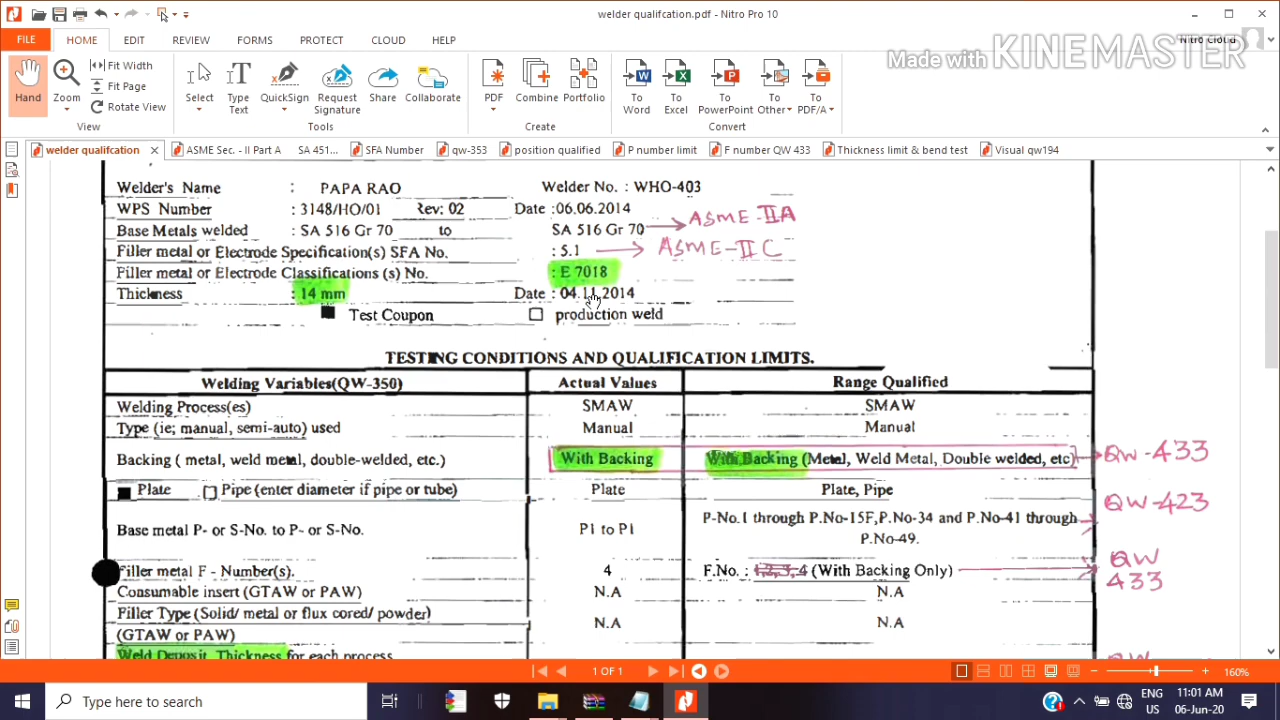 welder qualifcation.pdf - Nitro Pro 10
FILE HOME EDIT REVIEW FORMS PROTECT CLOUD HELP
Nitro Cloud
Made with KINEMASTER
Hand Zoom Fit Width Fit Page Rotate View
View
Select Type Text QuickSign Request Signature Share Collaborate
Tools
PDF Combine Portfolio
Create
To Word To Excel To PowerPoint To Other To PDF/A
Convert
welder qualifcation ASME Sec. - II Part A SA 451... SFA Number qw-353 position qualified P number limit F number QW 433 Thickness limit & bend test Visual qw194
Welder's Name : PAPA RAO Welder No. : WHO-403
WPS Number : 3148/HO/01 Rev: 02 Date :06.06.2014
Base Metals welded : SA 516 Gr 70 to SA 516 Gr 70 ASME-IIA
Filler metal or Electrode Specification(s) SFA No. : 5.1 ASME-II C
Filler metal or Electrode Classifications (s) No. : E 7018
Thickness : 14 mm Date : 04.11.2014
Test Coupon production weld
TESTING CONDITIONS AND QUALIFICATION LIMITS.
Welding Variables(QW-350) Actual Values Range Qualified
Welding Process(es) SMAW SMAW
Type (ie; manual, semi-auto) used Manual Manual
Backing ( metal, weld metal, double-welded, etc.) With Backing With Backing (Metal, Weld Metal, Double welded, etc) QW-433
Plate Pipe (enter diameter if pipe or tube) Plate Plate, Pipe
QW-423
Base metal P- or S-No. to P- or S-No. P1 to P1 P-No.1 through P.No-15F,P.No-34 and P.No-41 through P.No-49.
Filler metal F - Number(s). 4 F.No. : 1,2,3,4 (With Backing Only) QW 433
Consumable insert (GTAW or PAW) N.A N.A
Filler Type (Solid/ metal or flux cored/ powder) N.A N.A
(GTAW or PAW)
Weld Deposit Thickness for each process
1 OF 1 160%
Type here to search
ENG US 11:01 AM 06-Jun-20